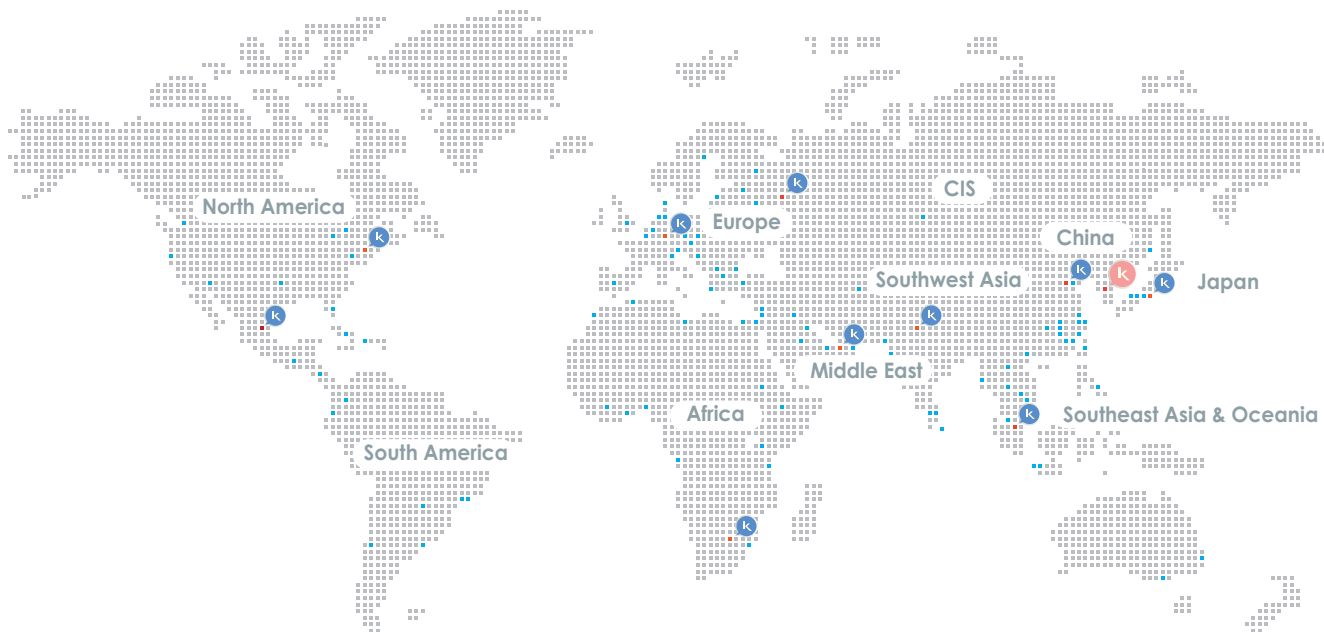 CIS
North America
Europe
China
Southwest Asia
Japan
Middle East
Africa
Southeast Asia & Oceania
South America
k
k
k
k
k
k
k
k
k
k
k